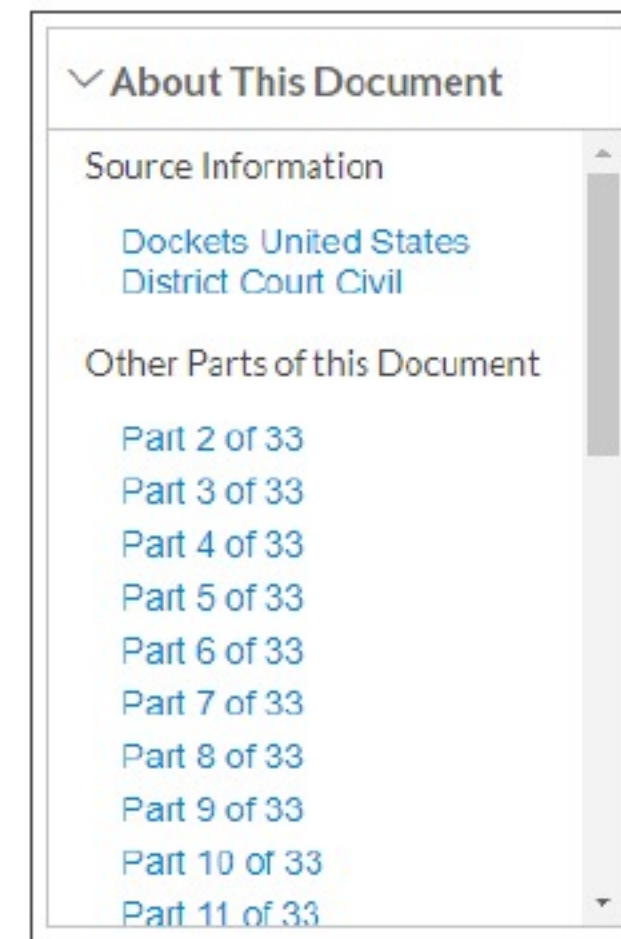 About This Document
Source Information
Dockets United States
District Court Civil
Other Parts of this Document
Part 2 of 33
Part 3 of 33
Part 4 of 33
Part 5 of 33
Part 6 of 33
Part 7 of 33
Part 8 of 33
Part 9 of 33
Part 10 of 33
Part 11 of 33